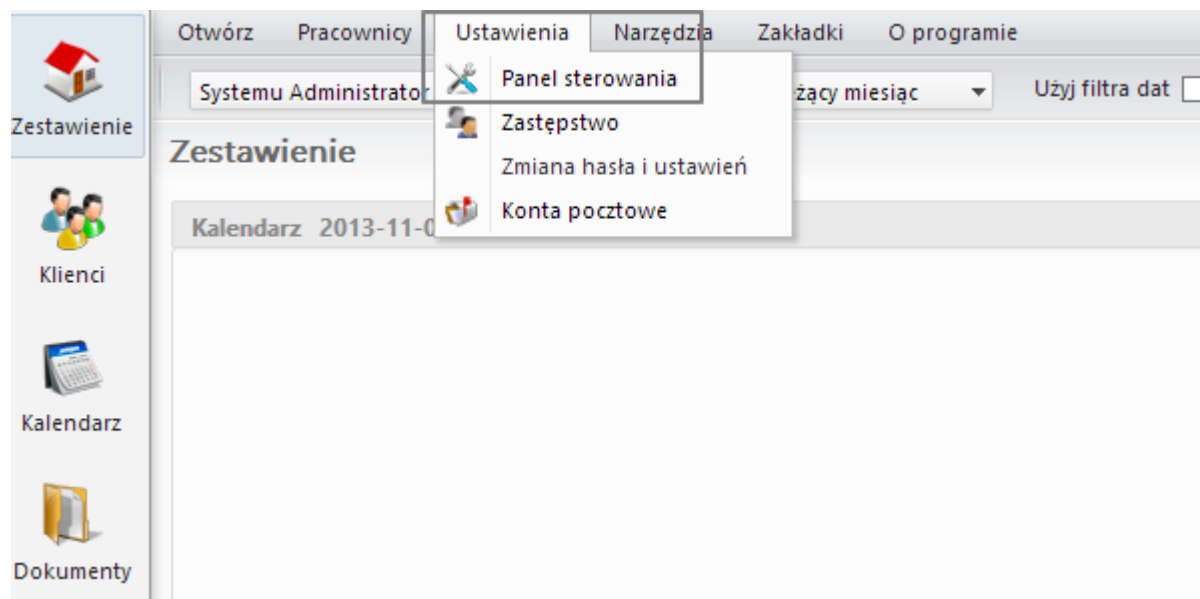 Otwórz Pracownicy Ustawienia Narzędzia Zakładki O programie
Systemu Administrator miesiąc Użyj filtra dat
Panel sterowania
Zastępstwo
Zmiana hasła i ustawień
Konta pocztowe
Zestawienie
Kalendarz 2013-11-0
Zestawienie
Klienci
Kalendarz
Dokumenty